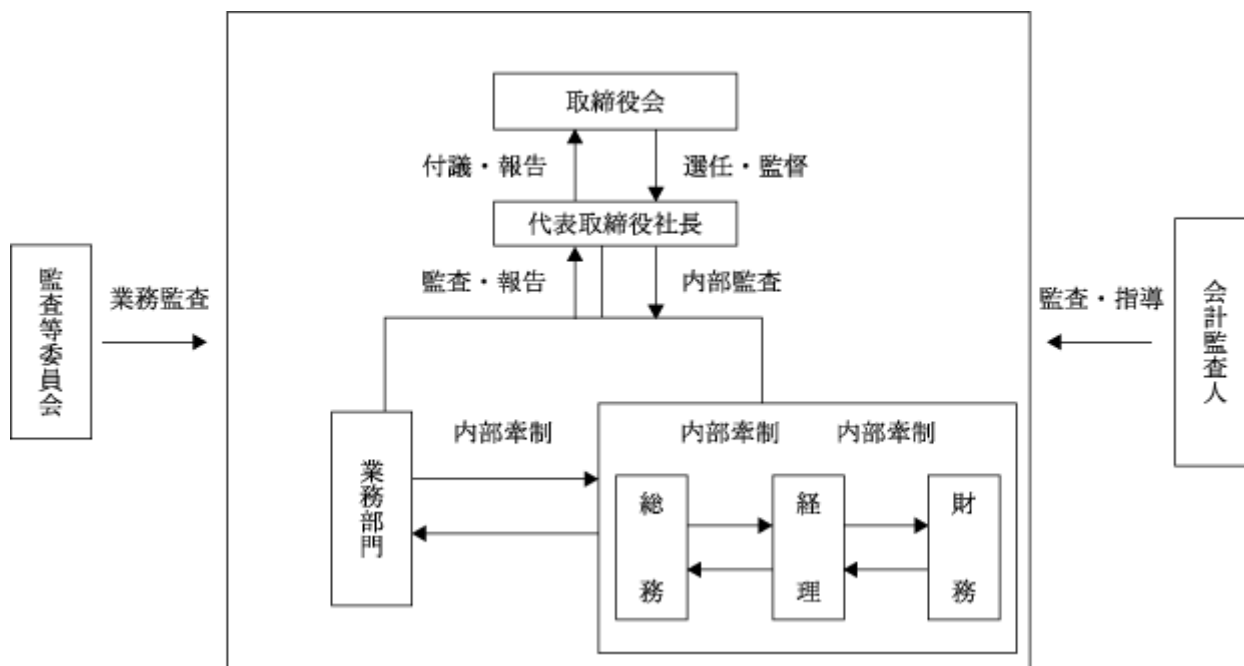 取締役会
付議・報告
選任・監督
代表取締役社長
監査・報告
内部監査
監査等委員会
業務監査
監査・指導
会計監査人
業務部門
内部牽制
内部牽制
内部牽制
総務
経理
財務